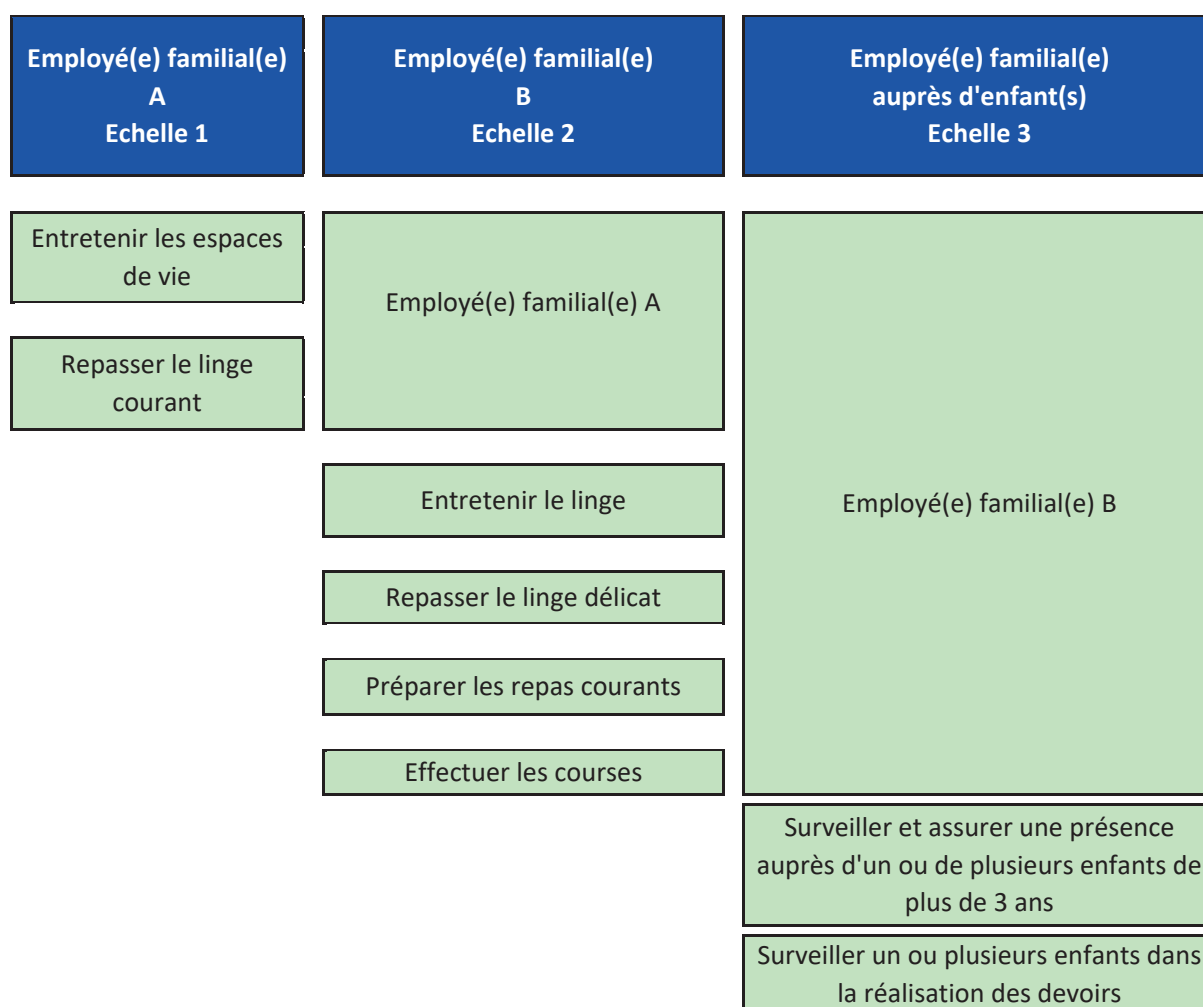 Employé(e) familial(e)
A
Echelle 1
Employé(e) familial(e)
B
Echelle 2
Employé(e) familial(e)
auprès d'enfant(s)
Echelle 3
Entretenir les espaces
de vie
Repasser le linge
courant
Employé(e) familial(e) A
Entretenir le linge
Repasser le linge délicat
Préparer les repas courants
Effectuer les courses
Employé(e) familial(e) B
Surveiller et assurer une présence
auprès d'un ou de plusieurs enfants de
plus de 3 ans
Surveiller un ou plusieurs enfants dans
la réalisation des devoirs